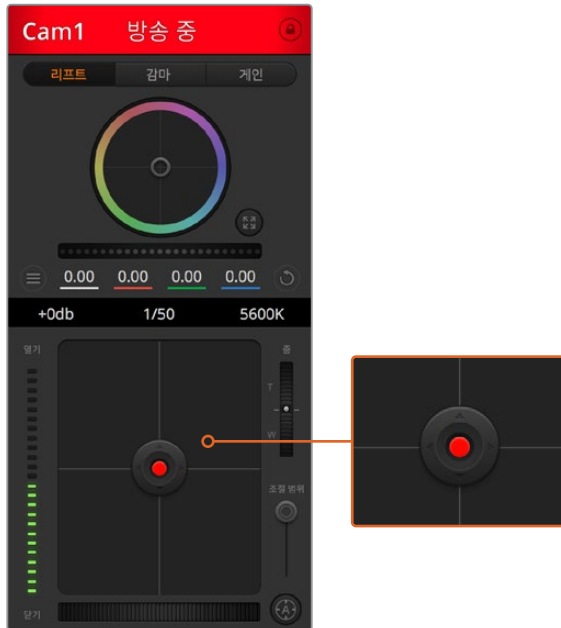 Cam1 방송 중
리프트 감마 게인
0.00 0.00 0.00 0.00
+0db 1/50 5600K
열기 줌
T
W
조절 범위
닫기 A